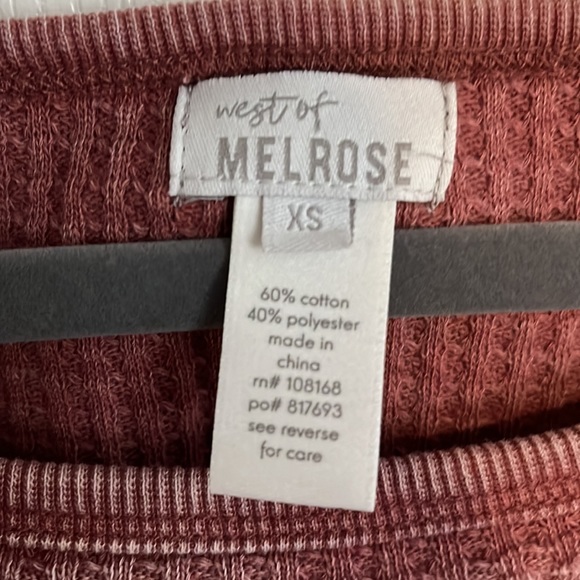 west of
MELROSE
XS
60% cotton
40% polyester
made in
china
rn# 108168
po# 817693
see reverse
for care